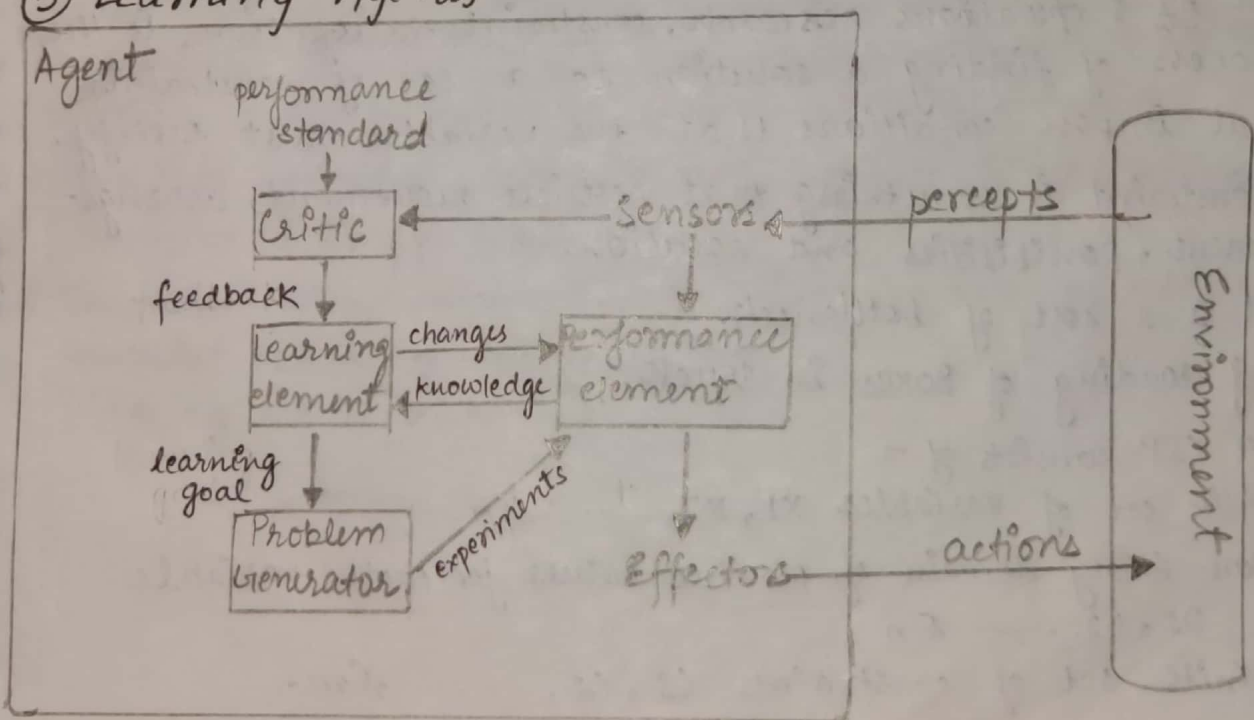 Learning
Agent
performance
standard
Critic
sensors
percepts
feedback
learning
element
changes
knowledge
performance
element
Environment
learning
goal
Problem
Generator
experiments
Effectors
actions